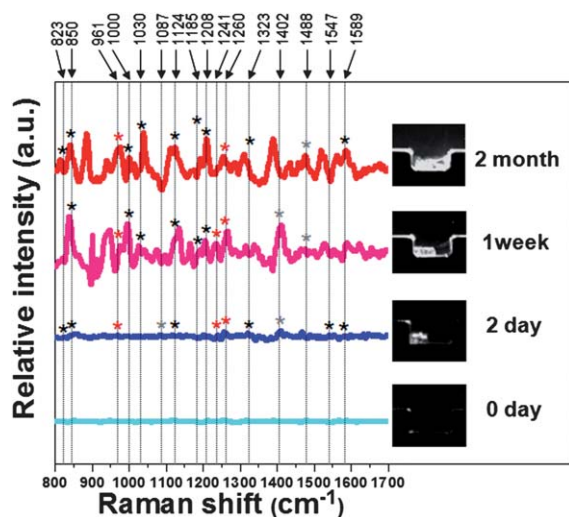 823
850
961
1000
1030
1087
1124
1185
1208
1241
1260
1323
1402
1488
1547
1589
Relative intensity (a.u.)
2 month
1week
2 day
0 day
800 900 1000 1100 1200 1300 1400 1500 1600 1700
Raman shift (cm⁻¹)